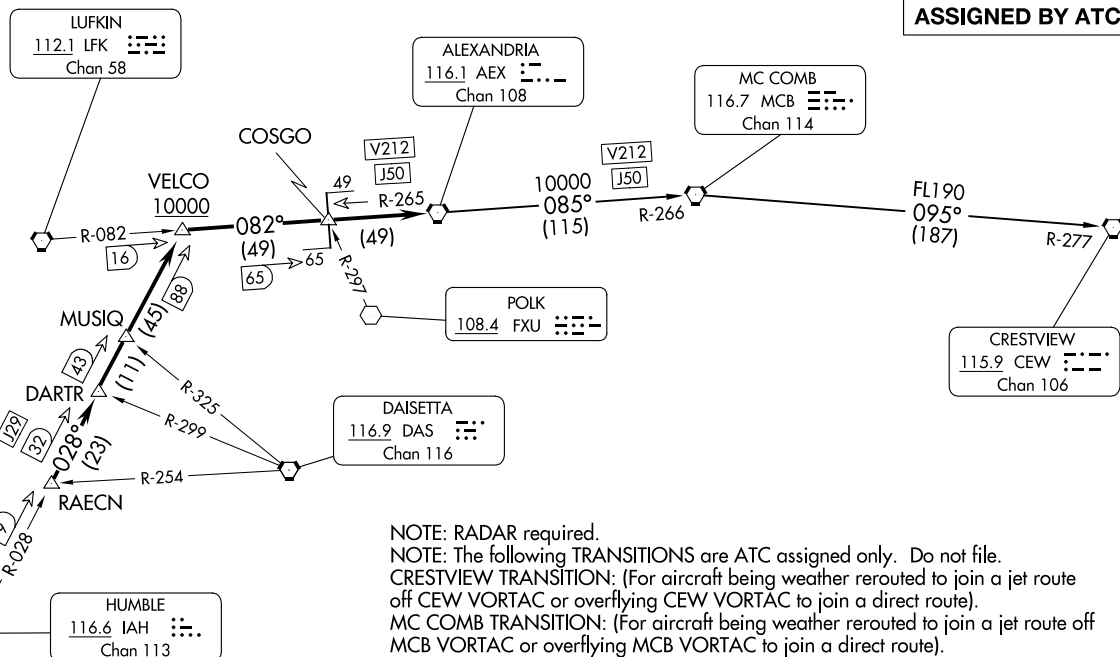 ASSIGNED BY ATC
LUFKIN
112.1 LFK
Chan 58
ALEXANDRIA
116.1 AEX
Chan 108
MC COMB
116.7 MCB
Chan 114
COSGO
V212
J50
V212
J50
VELCO
10000
49
R-265
10000
085°
(115)
R-266
FL190
095°
(187)
R-277
R-082
16
082°
(49)
(49)
65
65
R-297
88
(45)
MUSIQ
POLK
108.4 FXU
CRESTVIEW
115.9 CEW
Chan 106
43
(11)
DARTR
R-325
R-299
J29
32
028°
(23)
DAISETTA
116.9 DAS
Chan 116
R-254
RAECN
R-028
NOTE: RADAR required.
NOTE: The following TRANSITIONS are ATC assigned only. Do not file.
CRESTVIEW TRANSITION: (For aircraft being weather rerouted to join a jet route
off CEW VORTAC or overflying CEW VORTAC to join a direct route).
MC COMB TRANSITION: (For aircraft being weather rerouted to join a jet route off
MCB VORTAC or overflying MCB VORTAC to join a direct route).
HUMBLE
116.6 IAH
Chan 113